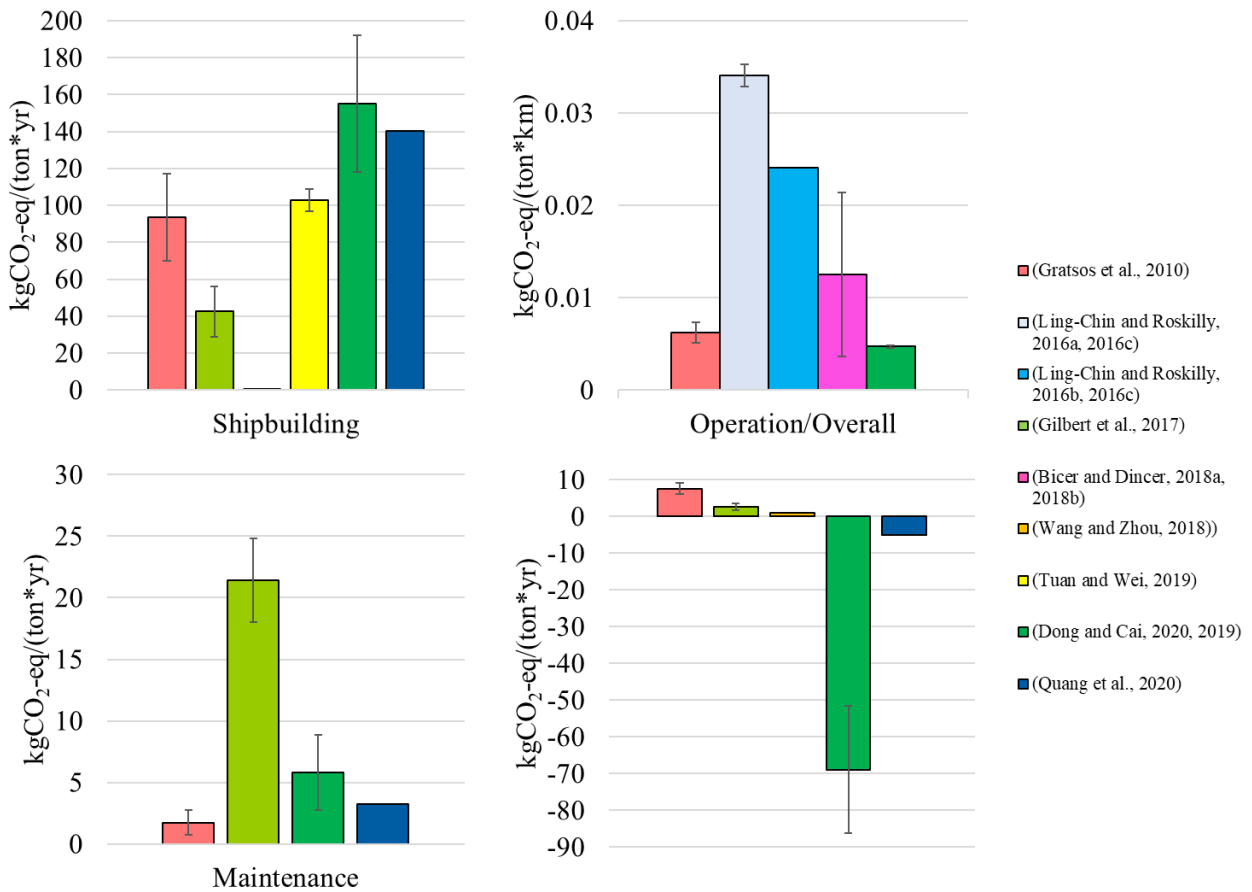 200
180
160
140
120
100
80
60
40
20
0
kgCO₂-eq/(ton*yr)
Shipbuilding
0.04
0.03
0.02
0.01
0
kgCO₂-eq/(ton*km)
Operation/Overall
30
25
20
15
10
5
0
kgCO₂-eq/(ton*yr)
Maintenance
10
0
-10
-20
-30
-40
-50
-60
-70
-80
-90
kgCO₂-eq/(ton*yr)
(Gratsos et al., 2010)
(Ling-Chin and Roskilly,
2016a, 2016c)
(Ling-Chin and Roskilly,
2016b, 2016c)
(Gilbert et al., 2017)
(Bicer and Dincer, 2018a,
2018b)
(Wang and Zhou, 2018))
(Tuan and Wei, 2019)
(Dong and Cai, 2020, 2019)
(Quang et al., 2020)